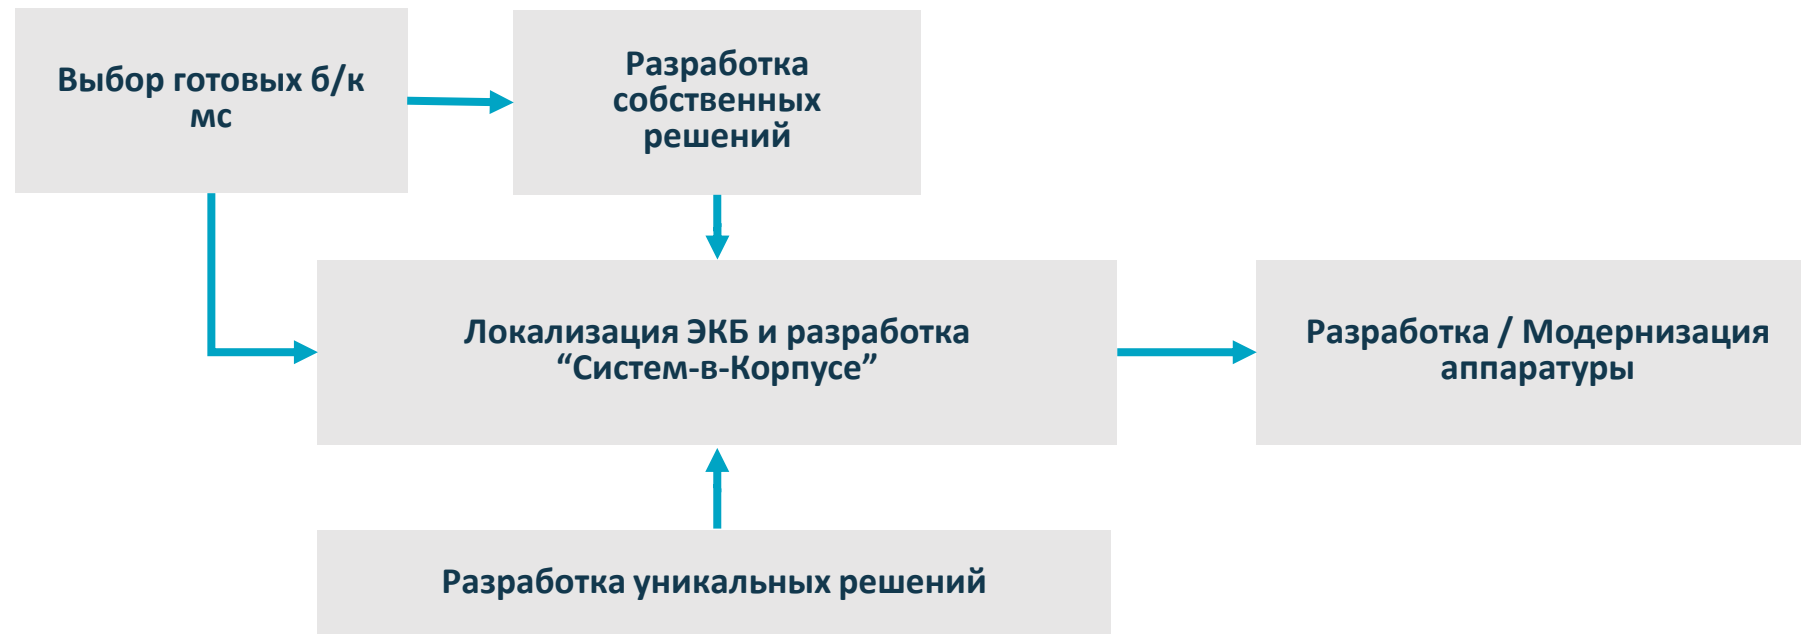 Выбор готовых б/к
мс
Разработка
собственных
решений
Локализация ЭКБ и разработка
“Систем-в-Корпусе”
Разработка / Модернизация
аппаратуры
Разработка уникальных решений